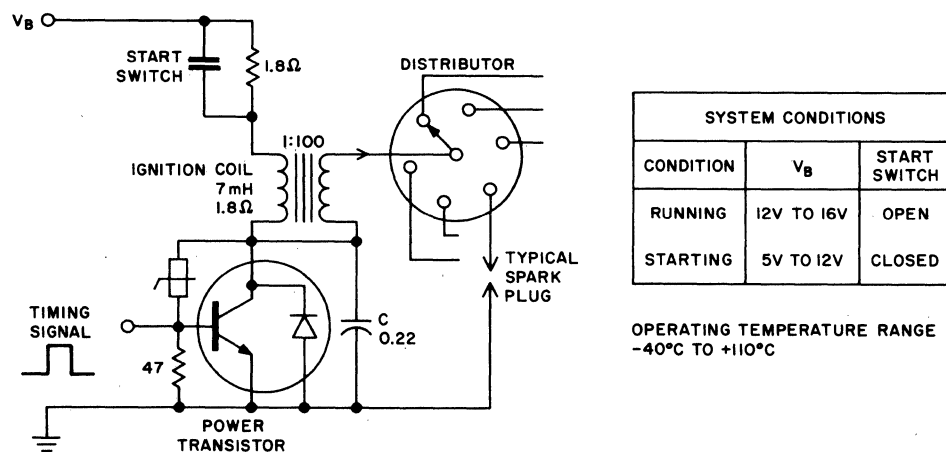 V_B
START
SWITCH
1.8Ω
DISTRIBUTOR
1:100
IGNITION COIL
7mH
1.8Ω
TYPICAL
SPARK
PLUG
TIMING
SIGNAL
47
C
0.22
POWER
TRANSISTOR
SYSTEM CONDITIONS
CONDITION V_B START SWITCH
RUNNING 12V TO 16V OPEN
STARTING 5V TO 12V CLOSED
OPERATING TEMPERATURE RANGE
-40°C TO +110°C